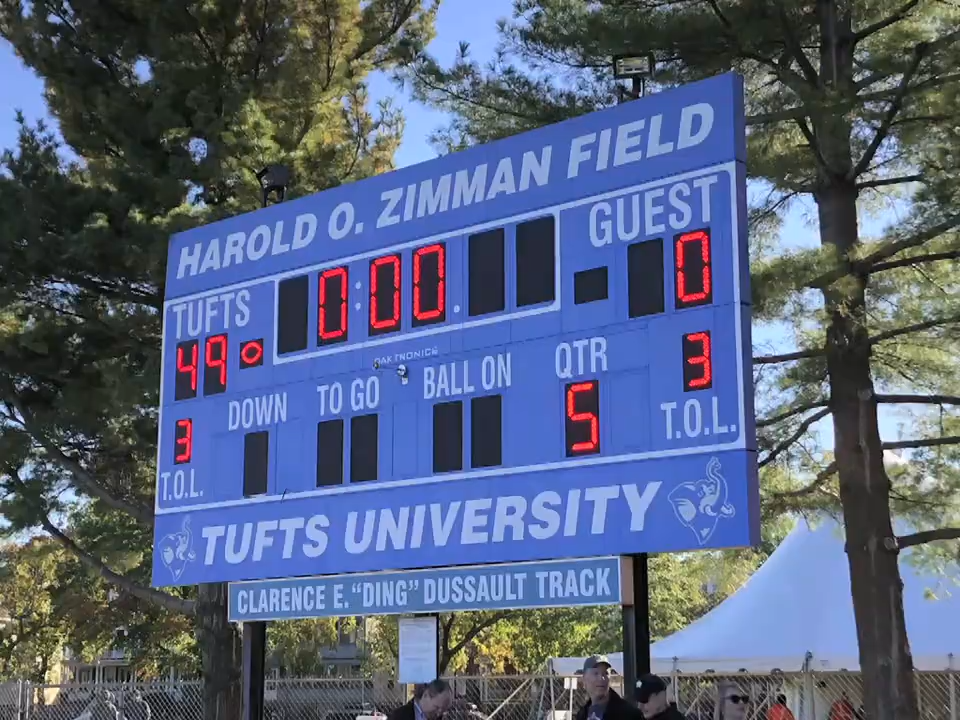 HAROLD O. ZIMMAN FIELD
TUFTS 0:00. GUEST
49 0
DAKTRONICS
DOWN TO GO BALL ON QTR 3
3 5 T.O.L.
T.O.L.
TUFTS UNIVERSITY
CLARENCE E. "DING" DUSSAULT TRACK